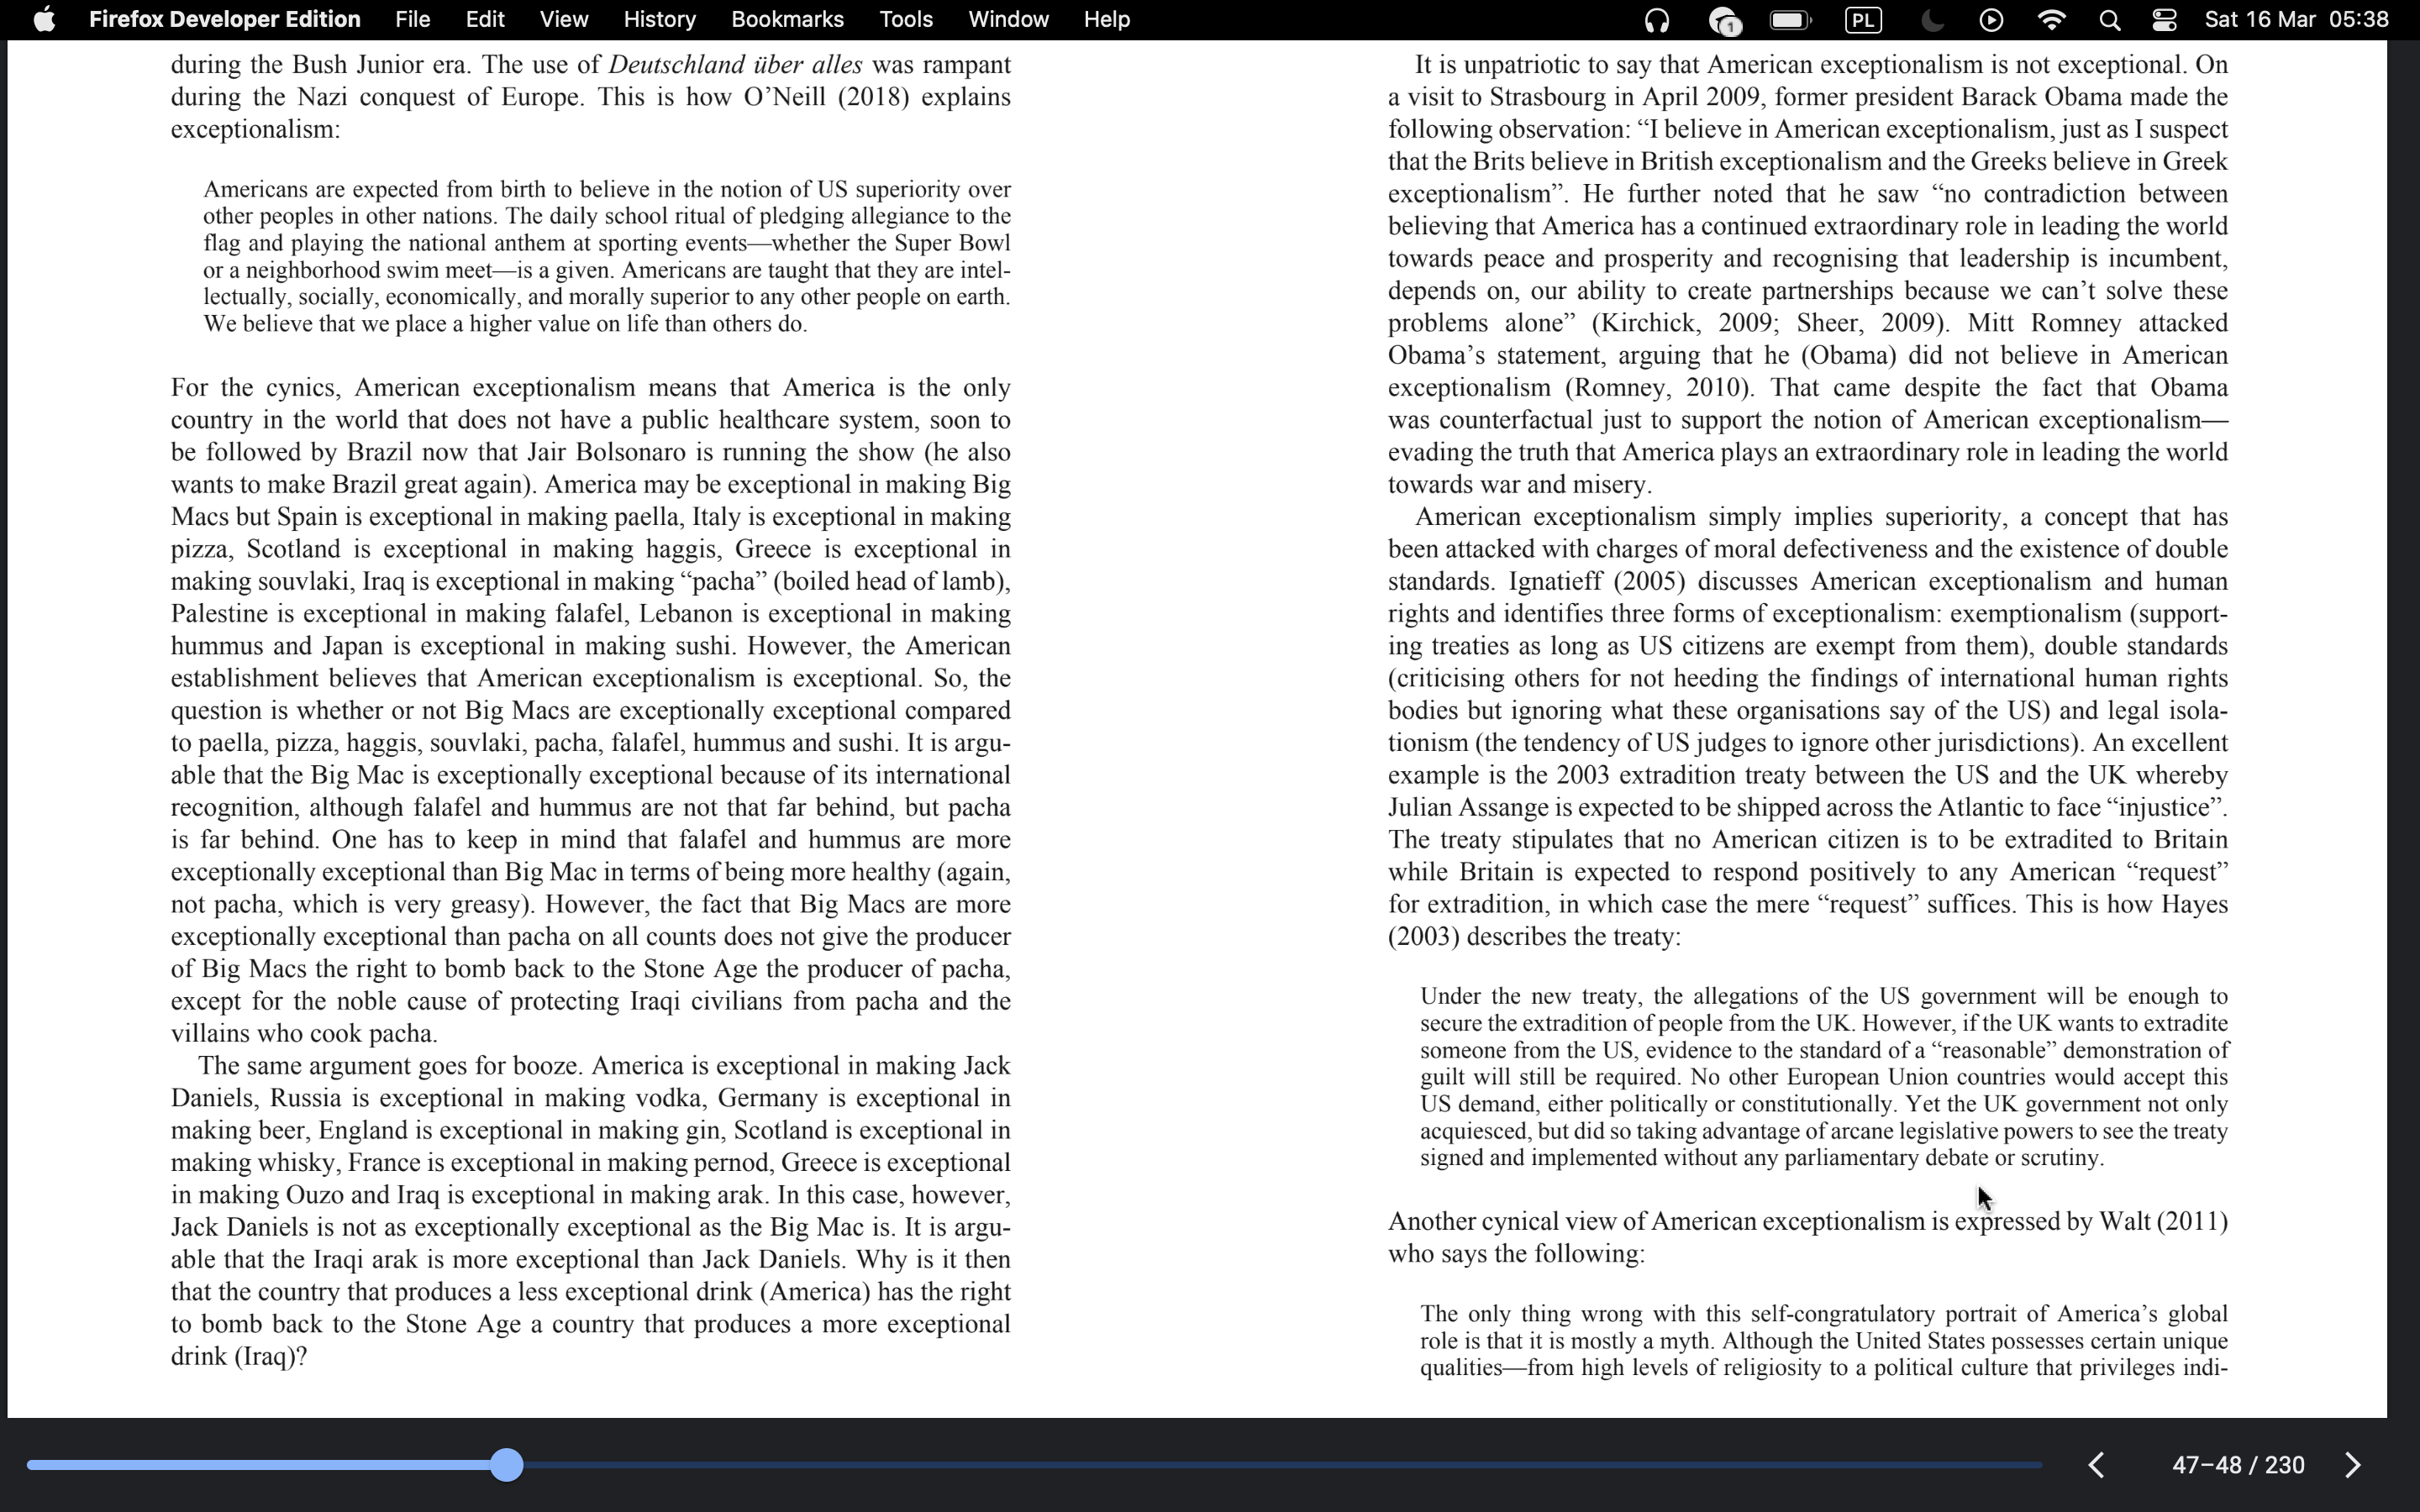 Firefox Developer Edition File Edit View History Bookmarks Tools Window Help 1 PL Sat 16 Mar 05:38
during the Bush Junior era. The use of Deutschland über alles was rampant
during the Nazi conquest of Europe. This is how O’Neill (2018) explains
exceptionalism:
Americans are expected from birth to believe in the notion of US superiority over
other peoples in other nations. The daily school ritual of pledging allegiance to the
flag and playing the national anthem at sporting events—whether the Super Bowl
or a neighborhood swim meet—is a given. Americans are taught that they are intel-
lectually, socially, economically, and morally superior to any other people on earth.
We believe that we place a higher value on life than others do.
For the cynics, American exceptionalism means that America is the only
country in the world that does not have a public healthcare system, soon to
be followed by Brazil now that Jair Bolsonaro is running the show (he also
wants to make Brazil great again). America may be exceptional in making Big
Macs but Spain is exceptional in making paella, Italy is exceptional in making
pizza, Scotland is exceptional in making haggis, Greece is exceptional in
making souvlaki, Iraq is exceptional in making “pacha” (boiled head of lamb),
Palestine is exceptional in making falafel, Lebanon is exceptional in making
hummus and Japan is exceptional in making sushi. However, the American
establishment believes that American exceptionalism is exceptional. So, the
question is whether or not Big Macs are exceptionally exceptional compared
to paella, pizza, haggis, souvlaki, pacha, falafel, hummus and sushi. It is argu-
able that the Big Mac is exceptionally exceptional because of its international
recognition, although falafel and hummus are not that far behind, but pacha
is far behind. One has to keep in mind that falafel and hummus are more
exceptionally exceptional than Big Mac in terms of being more healthy (again,
not pacha, which is very greasy). However, the fact that Big Macs are more
exceptionally exceptional than pacha on all counts does not give the producer
of Big Macs the right to bomb back to the Stone Age the producer of pacha,
except for the noble cause of protecting Iraqi civilians from pacha and the
villains who cook pacha.
The same argument goes for booze. America is exceptional in making Jack
Daniels, Russia is exceptional in making vodka, Germany is exceptional in
making beer, England is exceptional in making gin, Scotland is exceptional in
making whisky, France is exceptional in making pernod, Greece is exceptional
in making Ouzo and Iraq is exceptional in making arak. In this case, however,
Jack Daniels is not as exceptionally exceptional as the Big Mac is. It is argu-
able that the Iraqi arak is more exceptional than Jack Daniels. Why is it then
that the country that produces a less exceptional drink (America) has the right
to bomb back to the Stone Age a country that produces a more exceptional
drink (Iraq)?
It is unpatriotic to say that American exceptionalism is not exceptional. On
a visit to Strasbourg in April 2009, former president Barack Obama made the
following observation: “I believe in American exceptionalism, just as I suspect
that the Brits believe in British exceptionalism and the Greeks believe in Greek
exceptionalism”. He further noted that he saw “no contradiction between
believing that America has a continued extraordinary role in leading the world
towards peace and prosperity and recognising that leadership is incumbent,
depends on, our ability to create partnerships because we can’t solve these
problems alone” (Kirchick, 2009; Sheer, 2009). Mitt Romney attacked
Obama’s statement, arguing that he (Obama) did not believe in American
exceptionalism (Romney, 2010). That came despite the fact that Obama
was counterfactual just to support the notion of American exceptionalism—
evading the truth that America plays an extraordinary role in leading the world
towards war and misery.
American exceptionalism simply implies superiority, a concept that has
been attacked with charges of moral defectiveness and the existence of double
standards. Ignatieff (2005) discusses American exceptionalism and human
rights and identifies three forms of exceptionalism: exemptionalism (support-
ing treaties as long as US citizens are exempt from them), double standards
(criticising others for not heeding the findings of international human rights
bodies but ignoring what these organisations say of the US) and legal isola-
tionism (the tendency of US judges to ignore other jurisdictions). An excellent
example is the 2003 extradition treaty between the US and the UK whereby
Julian Assange is expected to be shipped across the Atlantic to face “injustice”.
The treaty stipulates that no American citizen is to be extradited to Britain
while Britain is expected to respond positively to any American “request”
for extradition, in which case the mere “request” suffices. This is how Hayes
(2003) describes the treaty:
Under the new treaty, the allegations of the US government will be enough to
secure the extradition of people from the UK. However, if the UK wants to extradite
someone from the US, evidence to the standard of a “reasonable” demonstration of
guilt will still be required. No other European Union countries would accept this
US demand, either politically or constitutionally. Yet the UK government not only
acquiesced, but did so taking advantage of arcane legislative powers to see the treaty
signed and implemented without any parliamentary debate or scrutiny.
Another cynical view of American exceptionalism is expressed by Walt (2011)
who says the following:
The only thing wrong with this self-congratulatory portrait of America’s global
role is that it is mostly a myth. Although the United States possesses certain unique
qualities—from high levels of religiosity to a political culture that privileges indi-
47–48 / 230